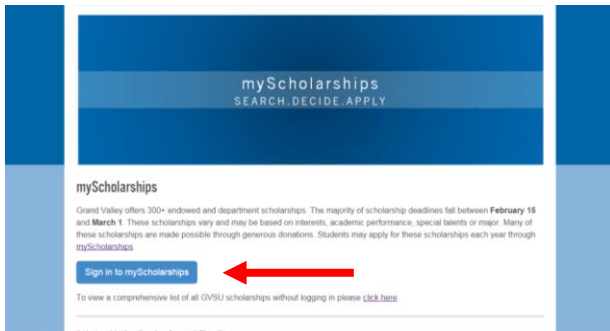 myScholarships
SEARCH.DECIDE.APPLY
myScholarships
Grand Valley offers 300+ endowed and department scholarships. The majority of scholarship deadlines fall between February 15
and March 1. These scholarships vary and may be based on interests, academic performance, special talents or major. Many of
these scholarships are made possible through generous donations. Students may apply for these scholarships each year through
myScholarships.
Sign in to myScholarships
To view a comprehensive list of all GVSU scholarships without logging in please click here.